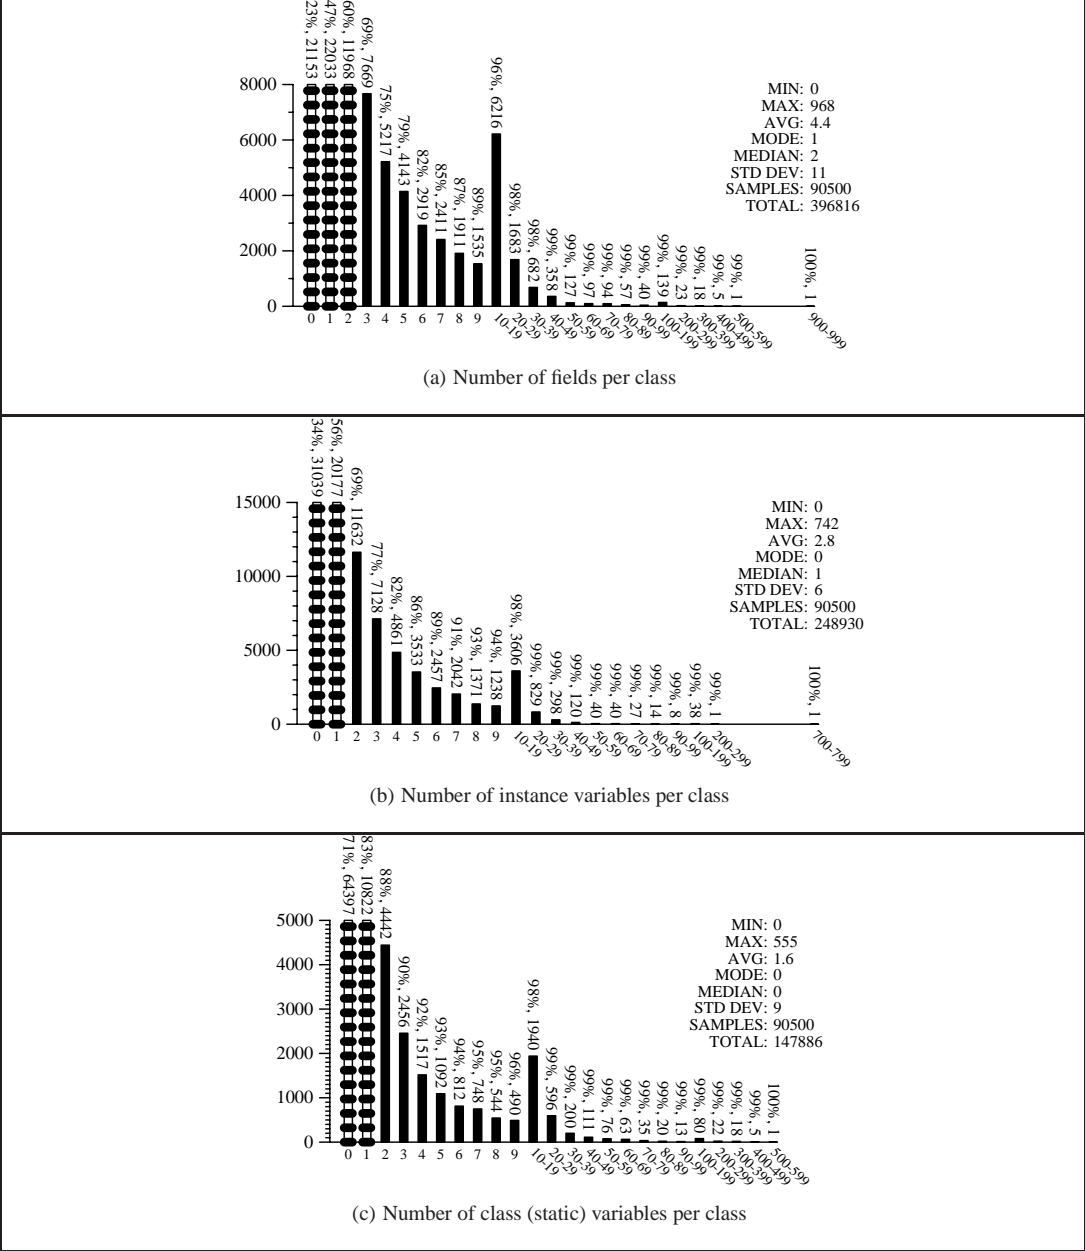 23%, 21153
47%, 22033
60%, 11968
69%, 7669
75%, 5217
79%, 4143
82%, 2919
85%, 2411
87%, 1911
89%, 1535
96%, 6216
98%, 1683
98%, 682
99%, 358
99%, 127
99%, 97
99%, 94
99%, 57
99%, 40
99%, 139
99%, 23
99%, 18
99%, 5
99%, 1
100%, 1
8000
6000
4000
2000
0
MIN: 0
MAX: 968
AVG: 4.4
MODE: 1
MEDIAN: 2
STD DEV: 11
SAMPLES: 90500
TOTAL: 396816
0 1 2 3 4 5 6 7 8 9 10-19 20-29 30-39 40-49 50-59 60-69 70-79 80-89 90-99 100-199 200-299 300-399 400-499 500-599 900-999
(a) Number of fields per class
34%, 31039
56%, 20177
69%, 11632
77%, 7128
82%, 4861
86%, 3533
89%, 2457
91%, 2042
93%, 1371
94%, 1238
98%, 3606
99%, 829
99%, 298
99%, 120
99%, 40
99%, 40
99%, 27
99%, 14
99%, 8
99%, 38
99%, 1
100%, 1
15000
10000
5000
0
MIN: 0
MAX: 742
AVG: 2.8
MODE: 0
MEDIAN: 1
STD DEV: 6
SAMPLES: 90500
TOTAL: 248930
0 1 2 3 4 5 6 7 8 9 10-19 20-29 30-39 40-49 50-59 60-69 70-79 80-89 90-99 100-199 200-299 700-799
(b) Number of instance variables per class
71%, 64397
83%, 10822
88%, 4442
90%, 2456
92%, 1517
93%, 1092
94%, 812
95%, 748
95%, 544
96%, 490
98%, 1940
99%, 596
99%, 200
99%, 111
99%, 76
99%, 63
99%, 35
99%, 20
99%, 13
99%, 80
99%, 22
99%, 18
99%, 5
100%, 1
5000
4000
3000
2000
1000
0
MIN: 0
MAX: 555
AVG: 1.6
MODE: 0
MEDIAN: 0
STD DEV: 9
SAMPLES: 90500
TOTAL: 147886
0 1 2 3 4 5 6 7 8 9 10-19 20-29 30-39 40-49 50-59 60-69 70-79 80-89 90-99 100-199 200-299 300-399 400-499 500-599
(c) Number of class (static) variables per class